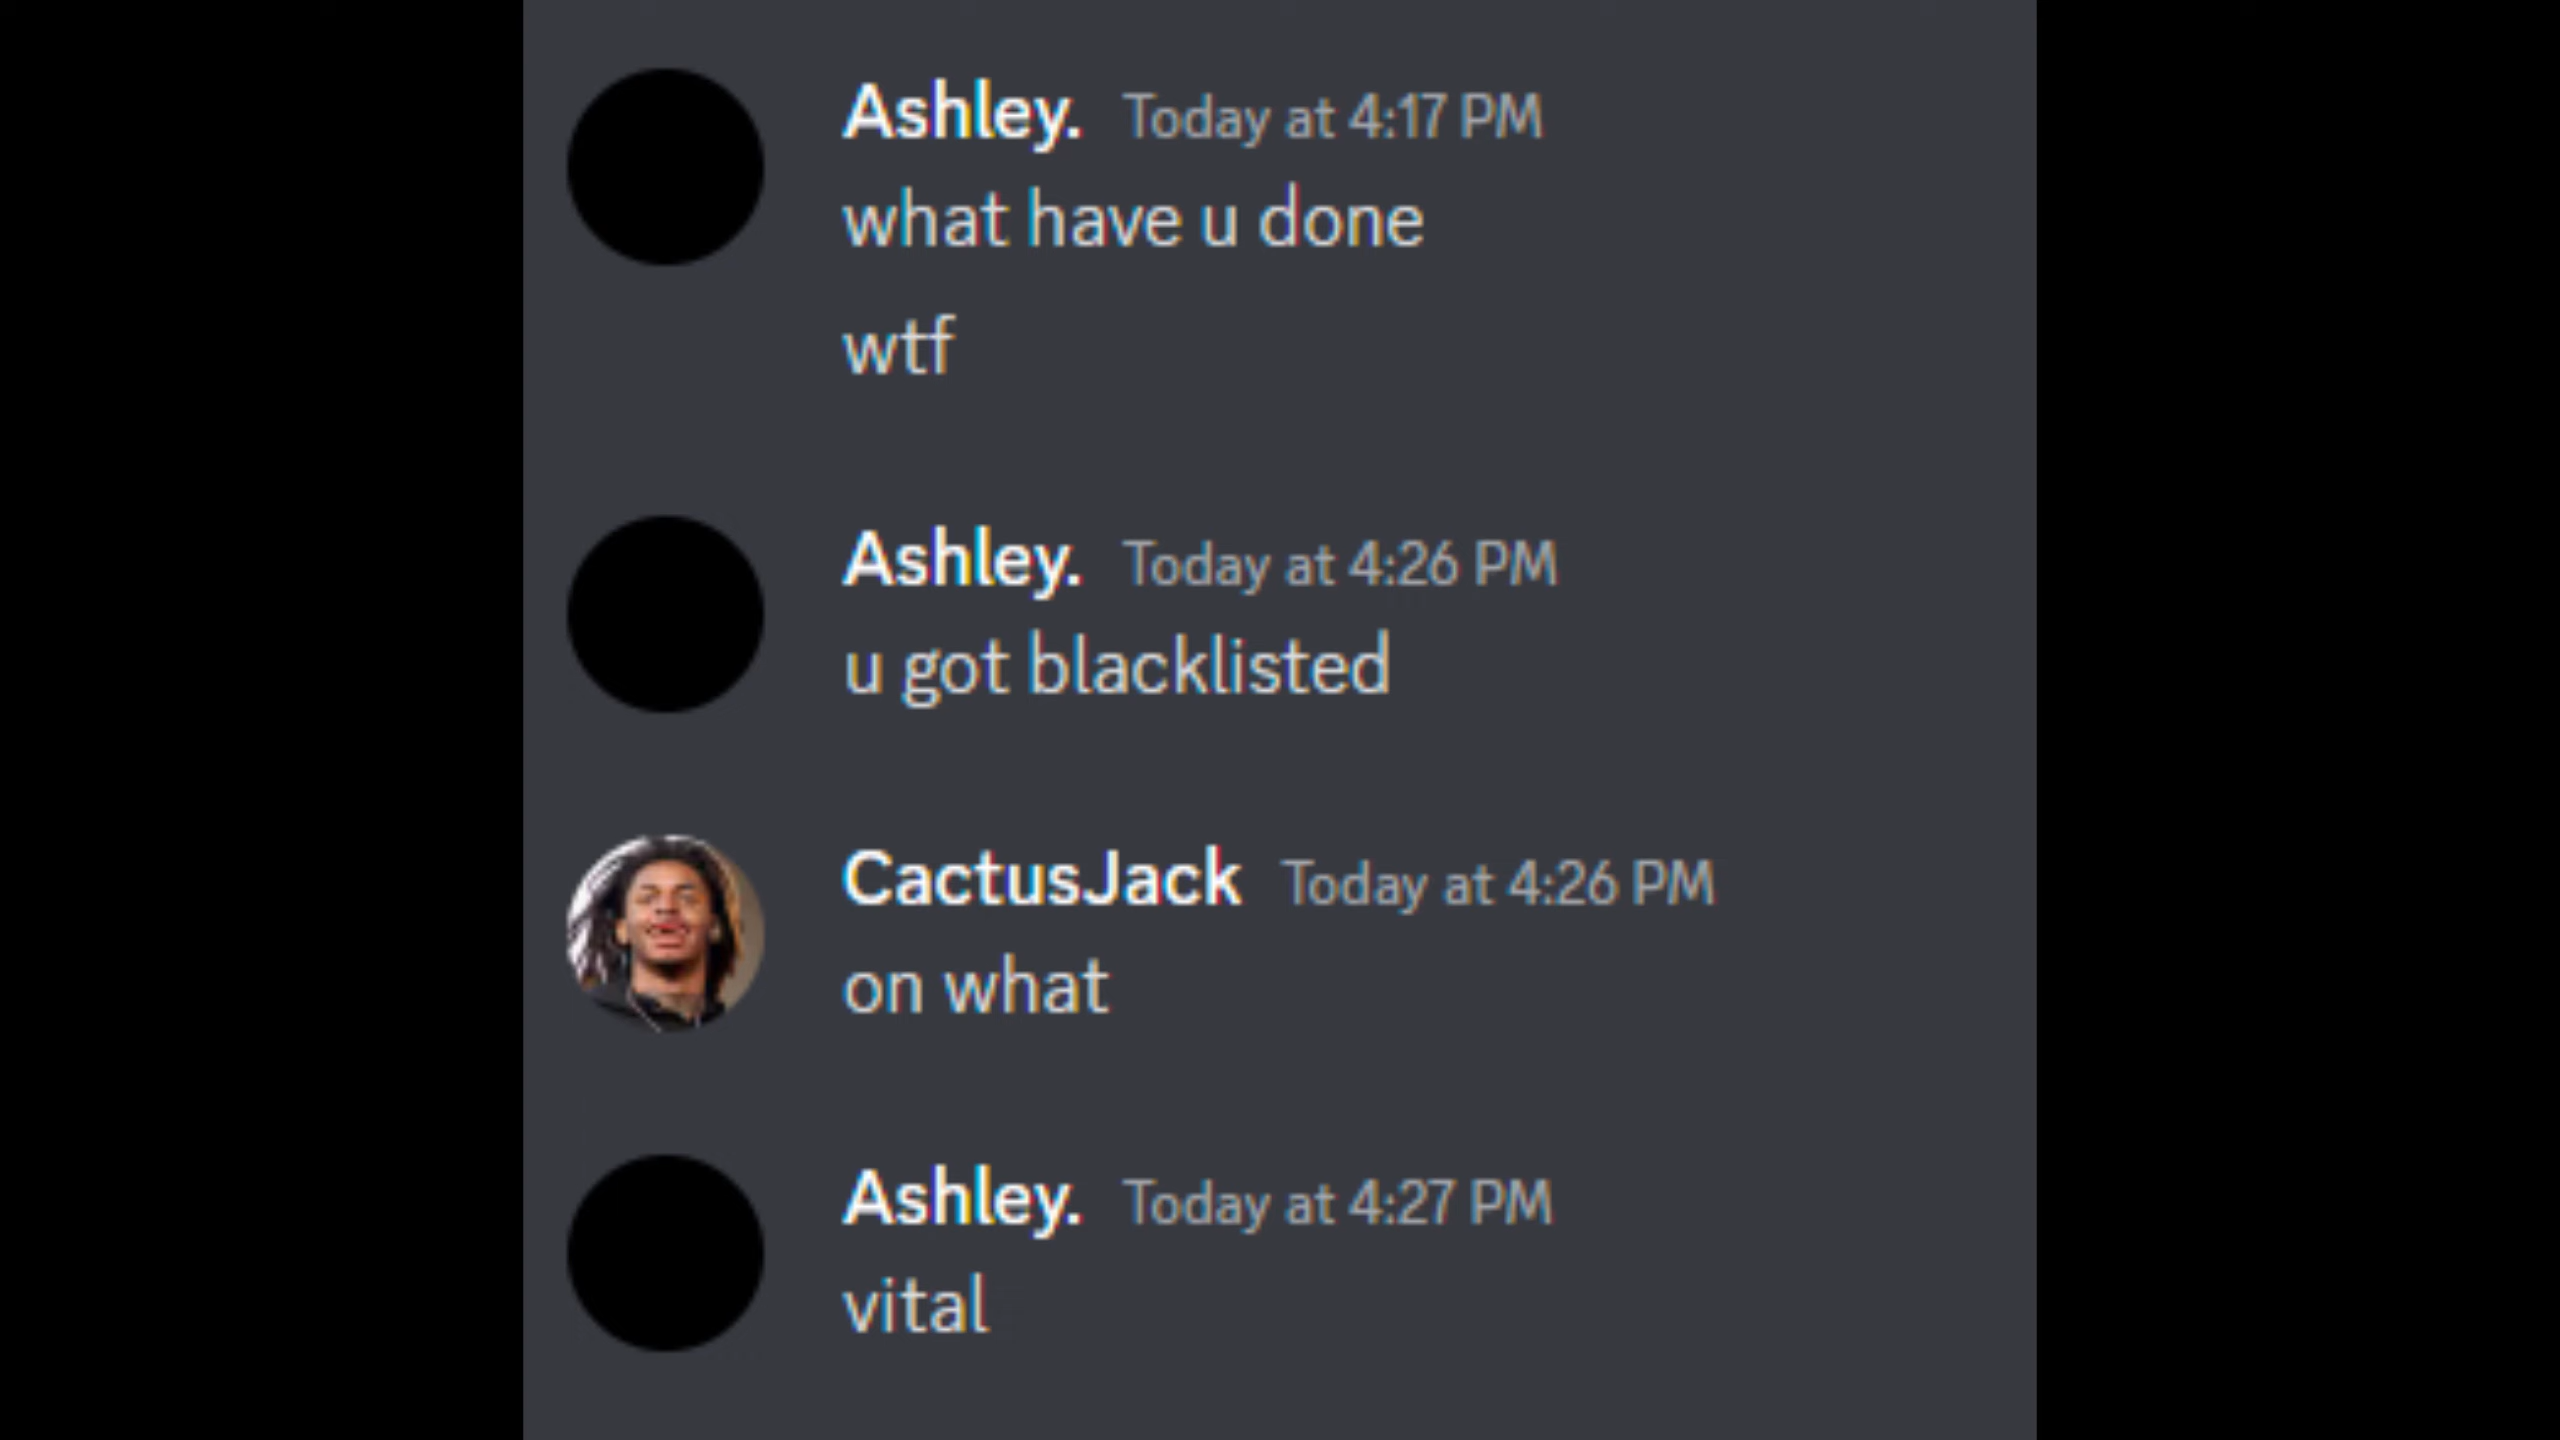 Ashley. Today at 4:17 PM
what have u done
wtf
Ashley. Today at 4:26 PM
u got blacklisted
CactusJack Today at 4:26 PM
on what
Ashley. Today at 4:27 PM
vital